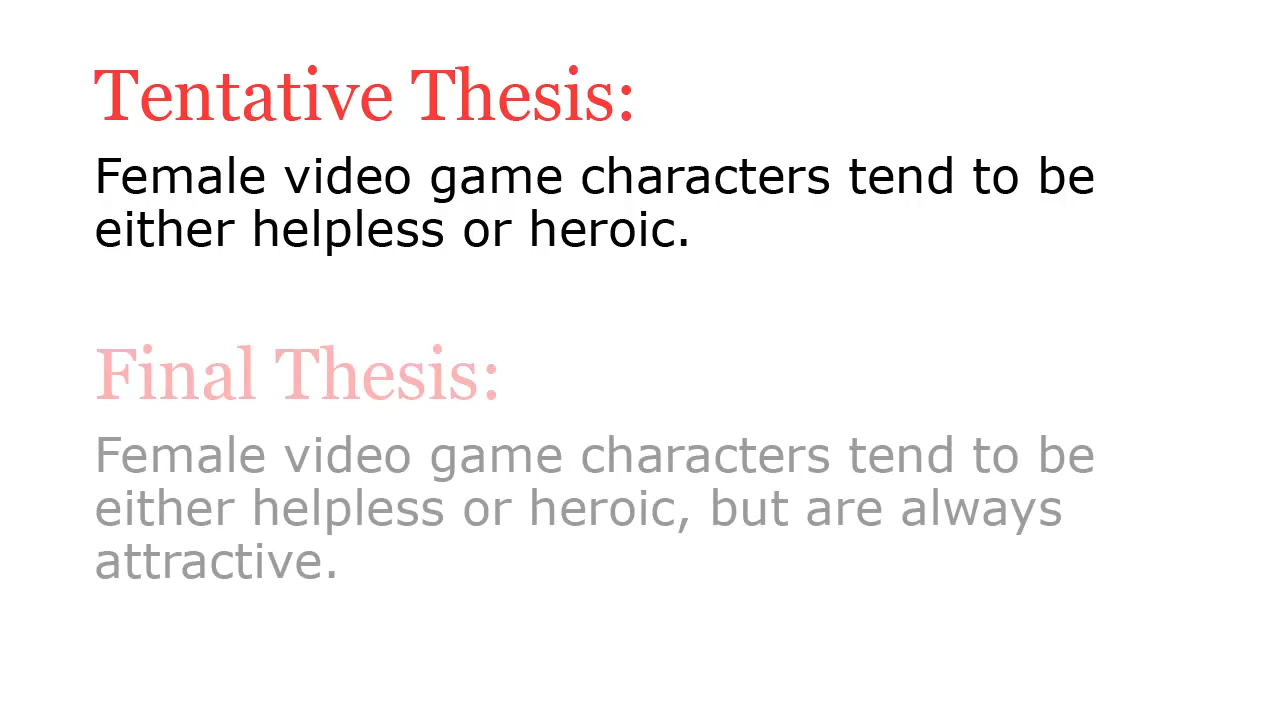 Tentative Thesis:
Female video game characters tend to be
either helpless or heroic.
Final Thesis:
Female video game characters tend to be
either helpless or heroic, but are always
attractive.